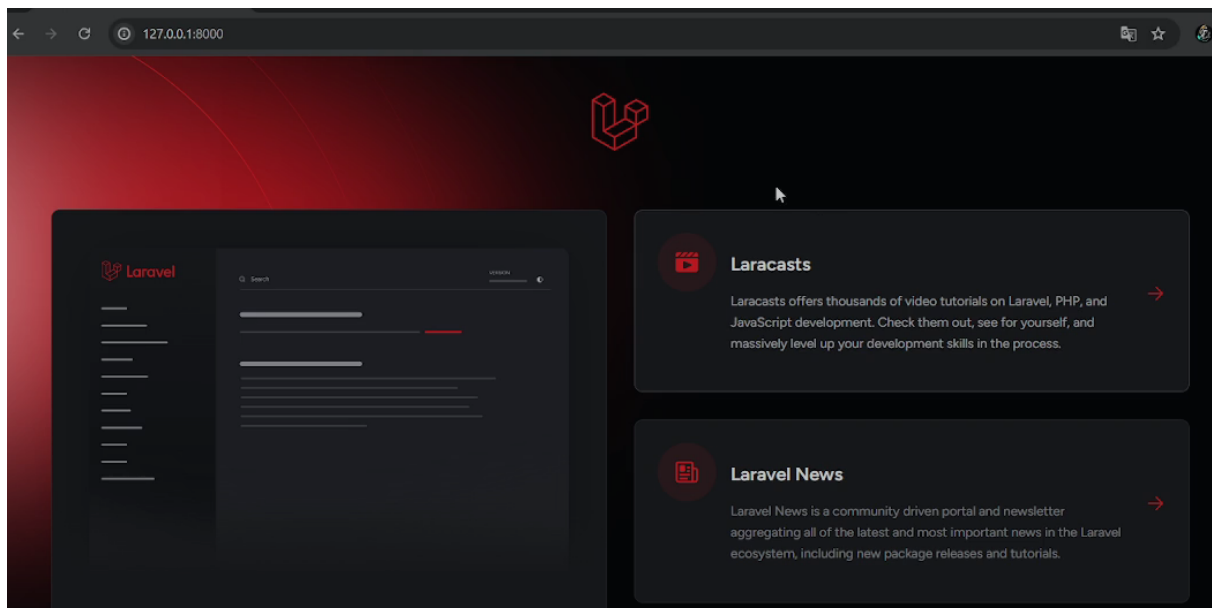 127.0.0.1:8000
Laravel
Search
VERSION
Laracasts
Laracasts offers thousands of video tutorials on Laravel, PHP, and
JavaScript development. Check them out, see for yourself, and
massively level up your development skills in the process.
Laravel News
Laravel News is a community driven portal and newsletter
aggregating all of the latest and most important news in the Laravel
ecosystem, including new package releases and tutorials.